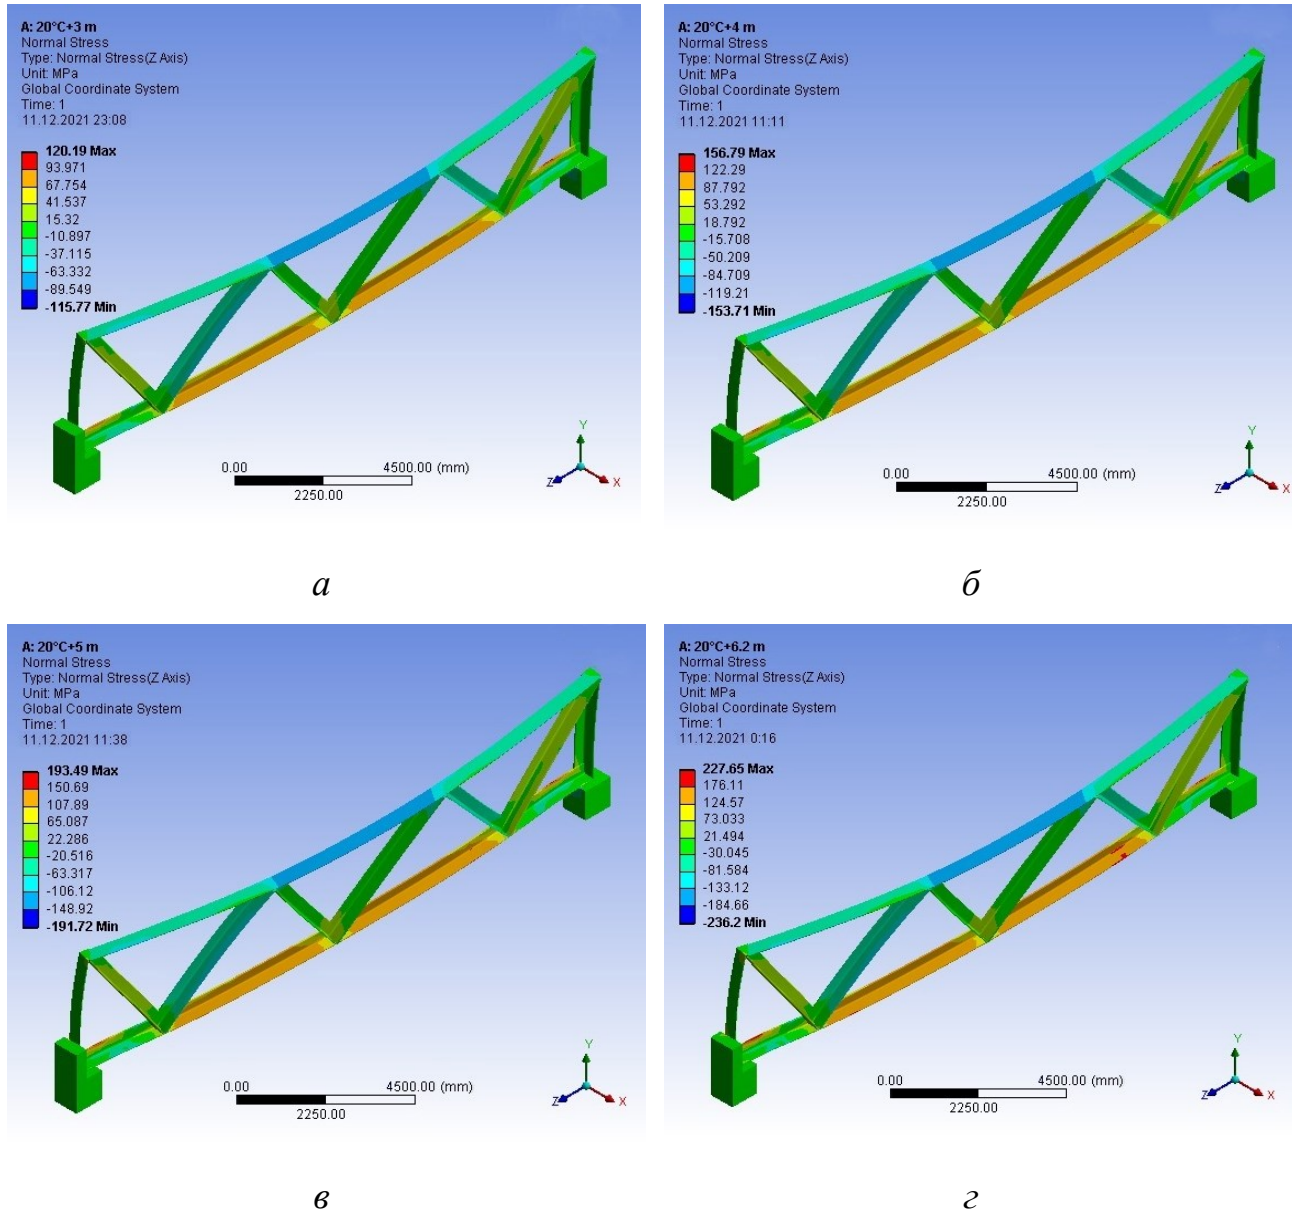 A: 20°C+3 m
Normal Stress
Type: Normal Stress(Z Axis)
Unit: MPa
Global Coordinate System
Time: 1
11.12.2021 23:08
120.19 Max
93.971
67.754
41.537
15.32
-10.897
-37.115
-63.332
-89.549
-115.77 Min
0.00 4500.00 (mm)
2250.00
Y
Z X
а
A: 20°C+4 m
Normal Stress
Type: Normal Stress(Z Axis)
Unit: MPa
Global Coordinate System
Time: 1
11.12.2021 11:11
156.79 Max
122.29
87.792
53.292
18.792
-15.708
-50.209
-84.709
-119.21
-153.71 Min
0.00 4500.00 (mm)
2250.00
Y
Z X
б
A: 20°C+5 m
Normal Stress
Type: Normal Stress(Z Axis)
Unit: MPa
Global Coordinate System
Time: 1
11.12.2021 11:38
193.49 Max
150.69
107.89
65.087
22.286
-20.516
-63.317
-106.12
-148.92
-191.72 Min
0.00 4500.00 (mm)
2250.00
Y
Z X
в
A: 20°C+6.2 m
Normal Stress
Type: Normal Stress(Z Axis)
Unit: MPa
Global Coordinate System
Time: 1
11.12.2021 0:16
227.65 Max
176.11
124.57
73.033
21.494
-30.045
-81.584
-133.12
-184.66
-236.2 Min
0.00 4500.00 (mm)
2250.00
Y
Z X
г